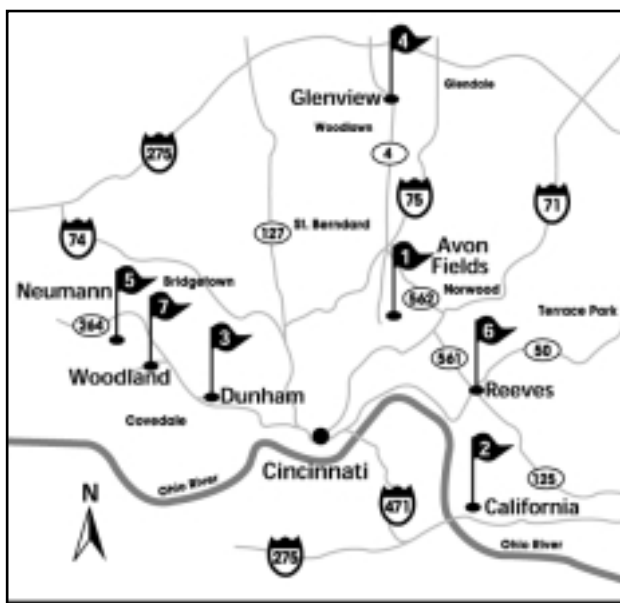 4
Glenview
Glendale
Woodlawn
275
4
75
71
74
127
St. Berndard
1
Avon
Fields
5
Neumann
Bridgetown
562
Norwood
7
264
3
6
Terrace Park
561
50
Woodland
Dunham
Reeves
Covedale
Cincinnati
2
Ohio River
125
N
471
California
275
Ohio River